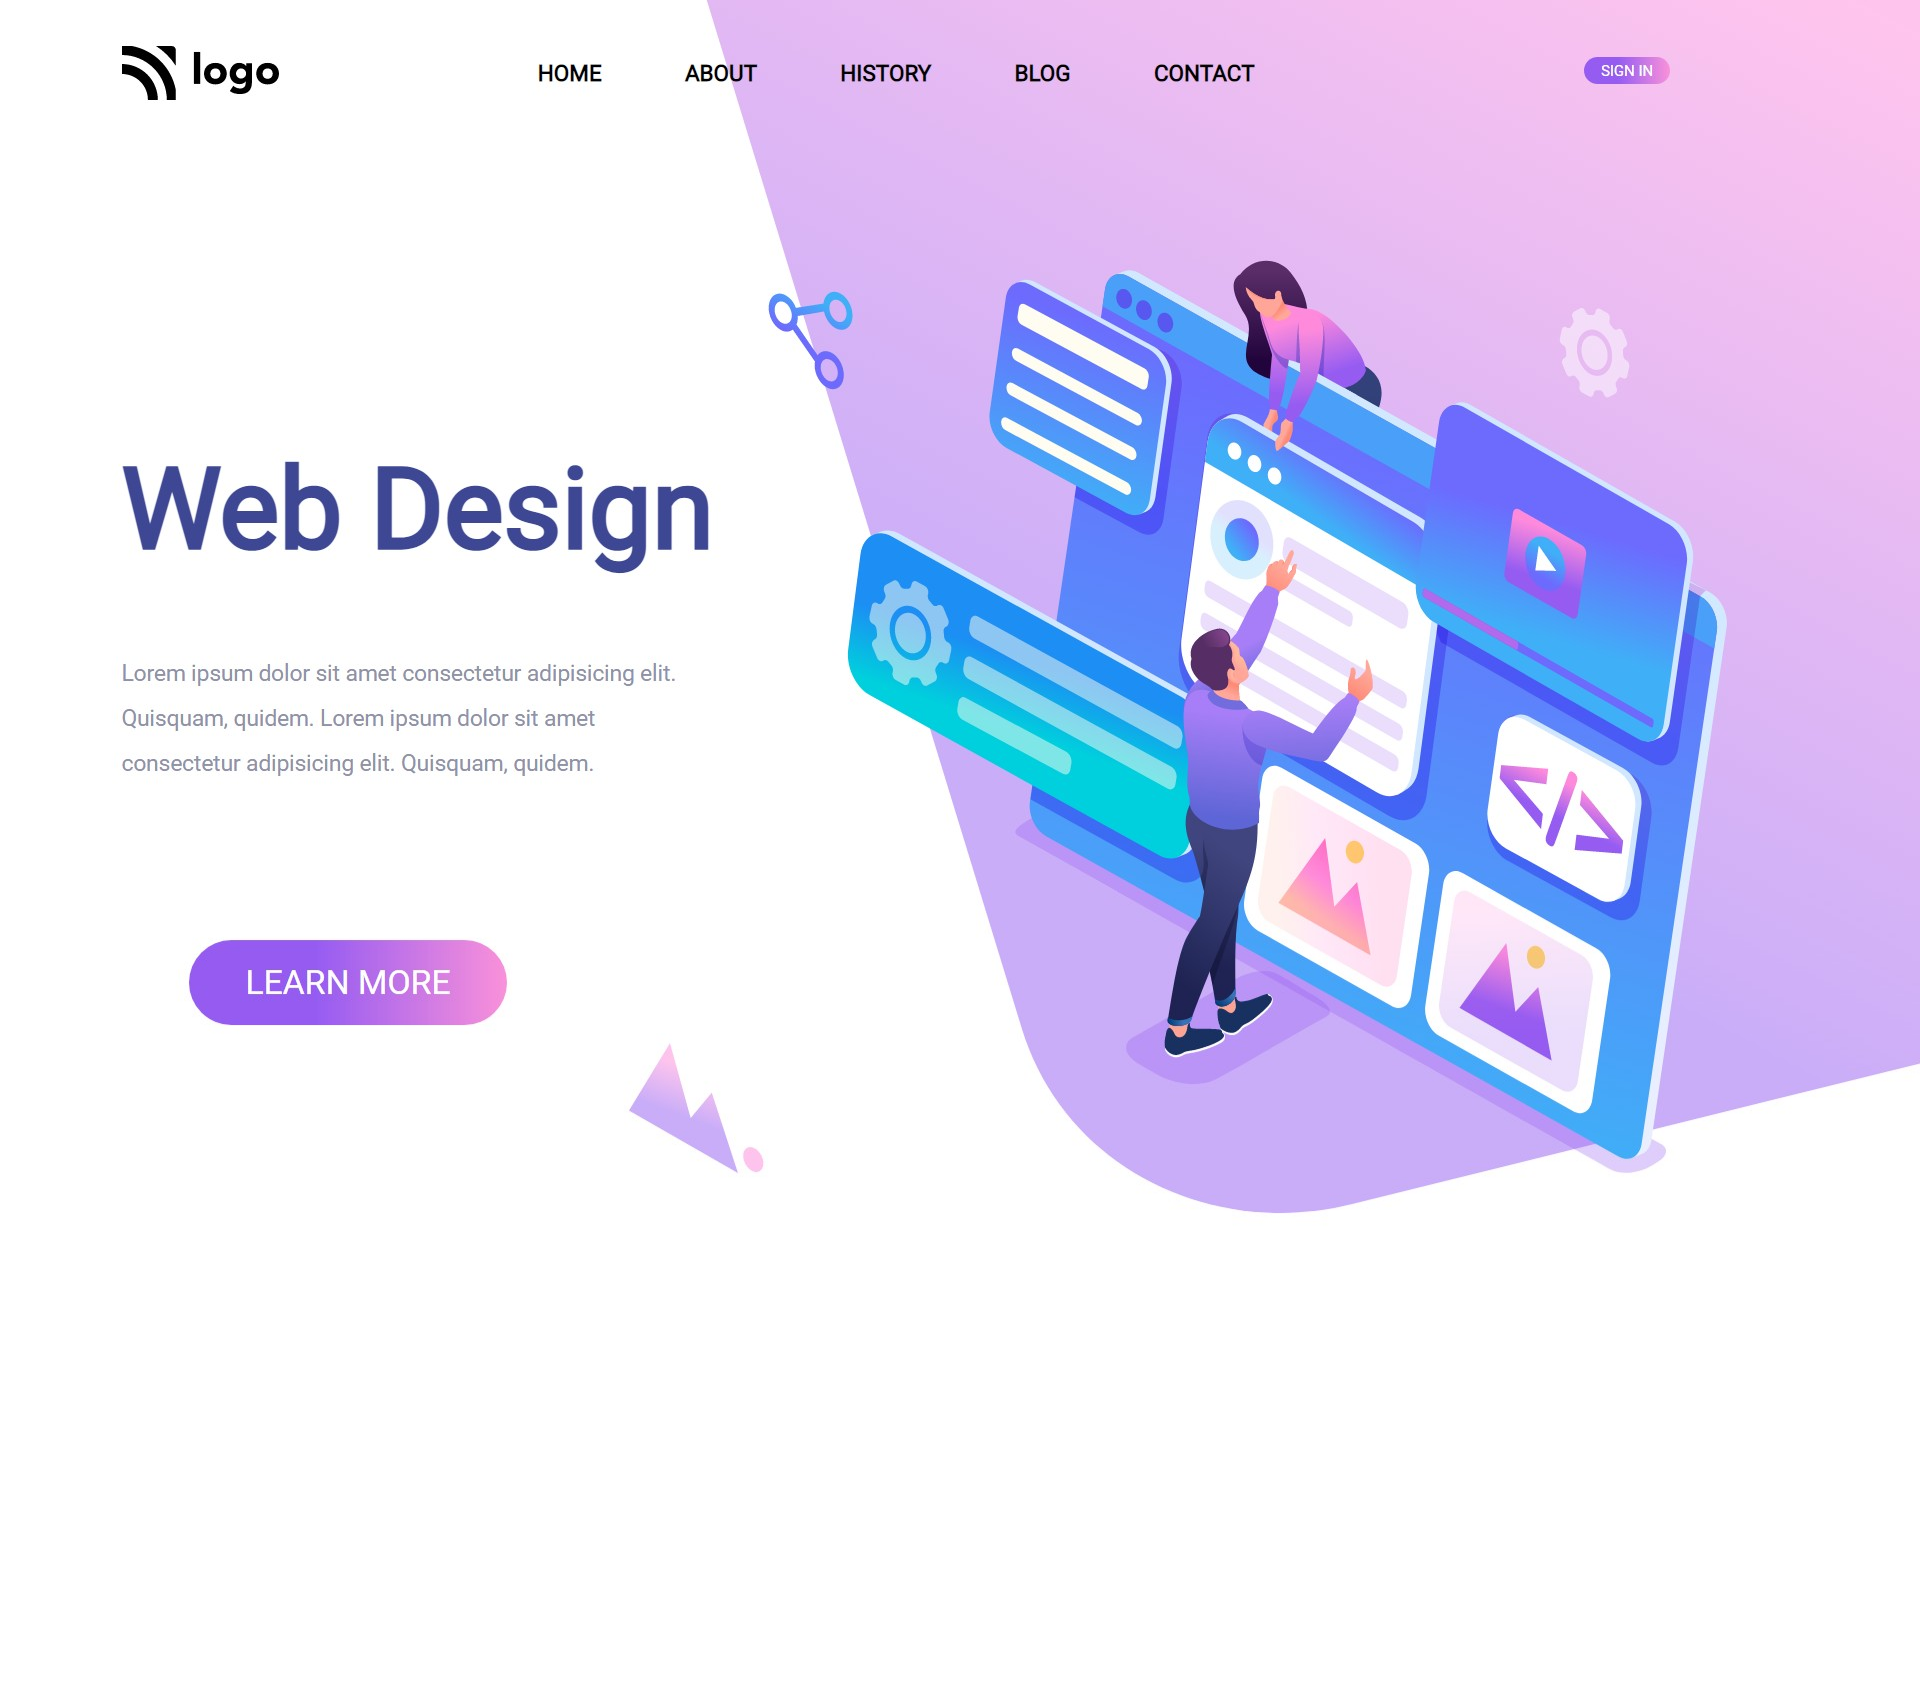 logo
HOME ABOUT HISTORY BLOG CONTACT
SIGN IN
Web Design
Lorem ipsum dolor sit amet consectetur adipisicing elit.
Quisquam, quidem. Lorem ipsum dolor sit amet
consectetur adipisicing elit. Quisquam, quidem.
LEARN MORE
</>